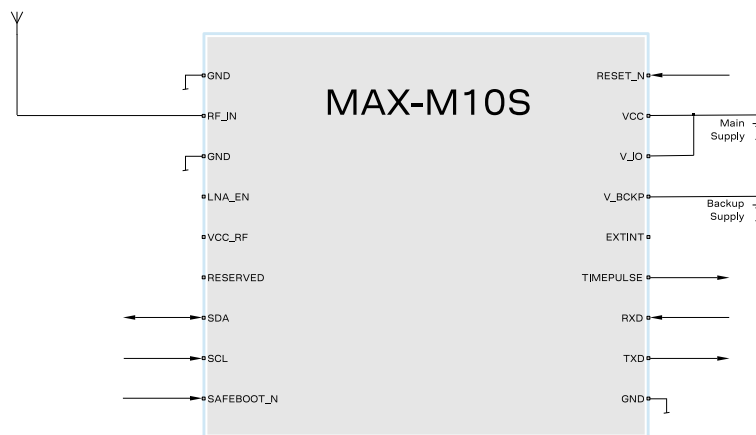 MAX-M10S
GND
RF_IN
GND
LNA_EN
VCC_RF
RESERVED
SDA
SCL
SAFEBOOT_N
RESET_N
VCC
V_IO
V_BCKP
EXTINT
TIMEPULSE
RXD
TXD
GND
Main
Supply
Backup
Supply